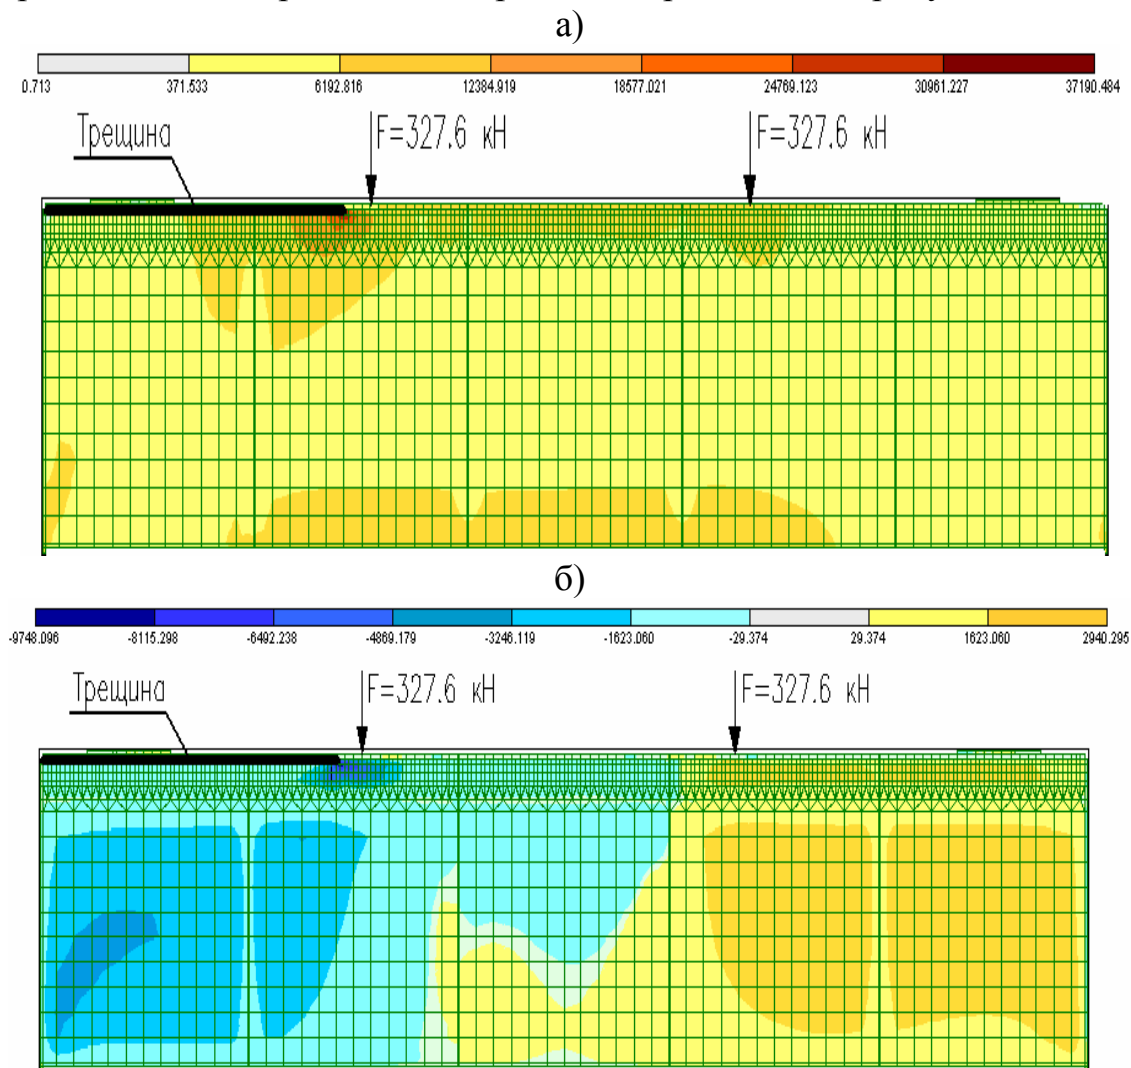 а)
0.713 371.533 6192.816 12384.919 18577.021 24769.123 30961.227 37190.484
Трещина F=327.6 кН F=327.6 кН
б)
-9748.096 -8115.298 -6492.238 -4869.179 -3246.119 -1623.060 -29.374 29.374 1623.060 2940.295
Трещина F=327.6 кН F=327.6 кН